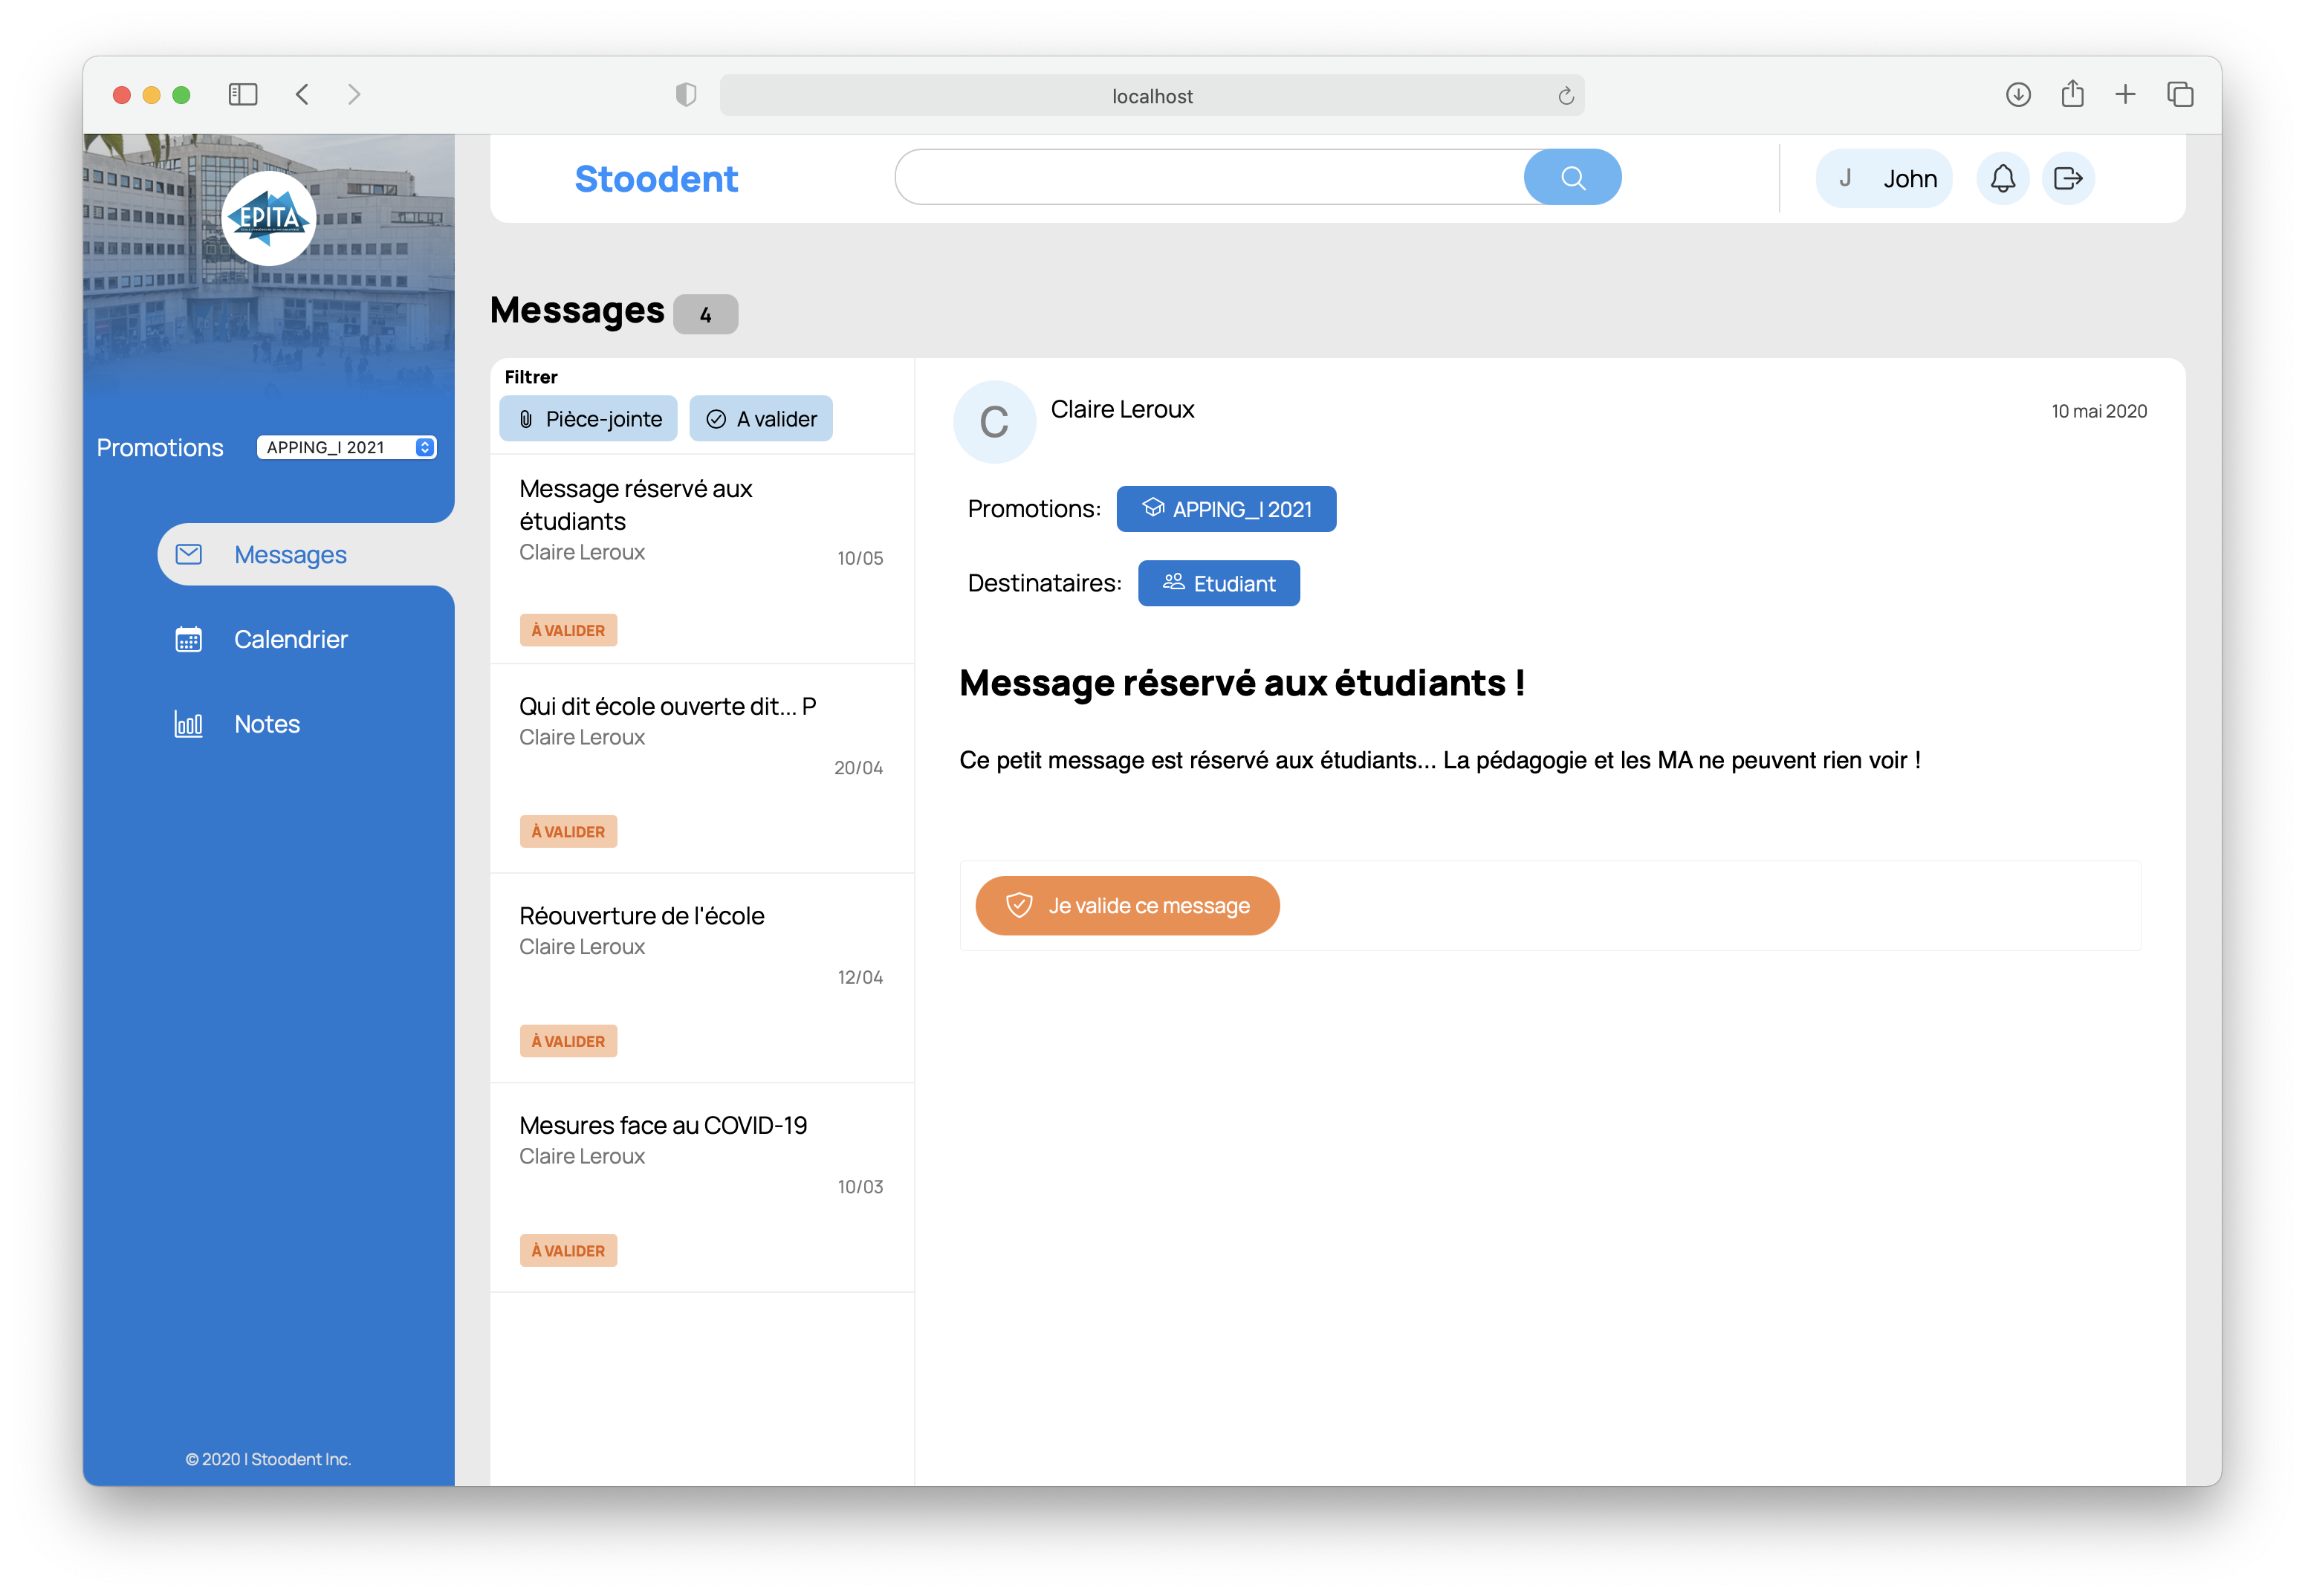 localhost
EPITA
Stoodent
J John
Promotions APPING_I 2021
Messages
Calendrier
Notes
© 2020 | Stoodent Inc.
Messages 4
Filtrer
Pièce-jointe A valider
Message réservé aux
étudiants
Claire Leroux
10/05
À VALIDER
Qui dit école ouverte dit... P
Claire Leroux
20/04
À VALIDER
Réouverture de l'école
Claire Leroux
12/04
À VALIDER
Mesures face au COVID-19
Claire Leroux
10/03
À VALIDER
C Claire Leroux 10 mai 2020
Promotions: APPING_I 2021
Destinataires: Etudiant
Message réservé aux étudiants !
Ce petit message est réservé aux étudiants... La pédagogie et les MA ne peuvent rien voir !
Je valide ce message